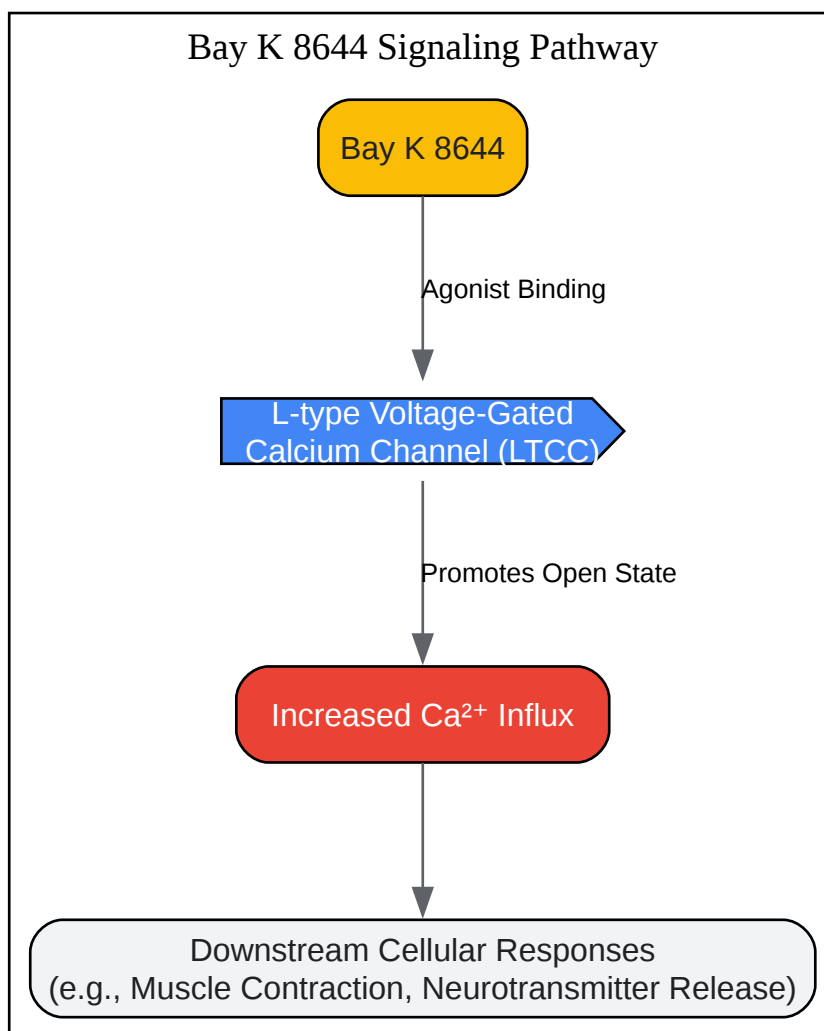 Bay K 8644 Signaling Pathway
Bay K 8644
Agonist Binding
L-type Voltage-Gated
Calcium Channel (LTCC)
Promotes Open State
Increased Ca²⁺ Influx
Downstream Cellular Responses
(e.g., Muscle Contraction, Neurotransmitter Release)